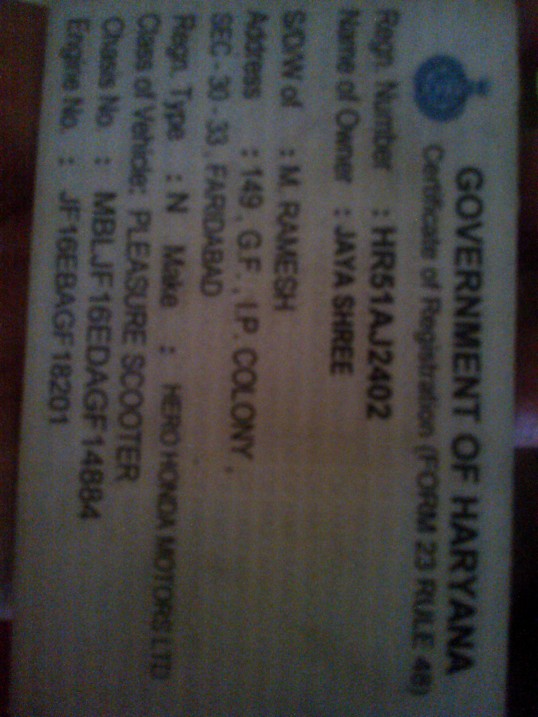 GOVERNMENT OF HARYANA
Certificate of Registration (FORM 23 RULE 48)
Regn. Number : HR51AJ2402
Name of Owner : JAYA SHREE
S/D/W of : M. RAMESH
Address : 149 , G.F. , I.P. COLONY ,
SEC - 30 - 33 , FARIDABAD
Regn. Type : N Make : HERO HONDA MOTORS LTD
Class of Vehicle: PLEASURE SCOOTER
Chasis No. : MBLJF16EDAGF14884
Engine No. : JF16EBAGF18201